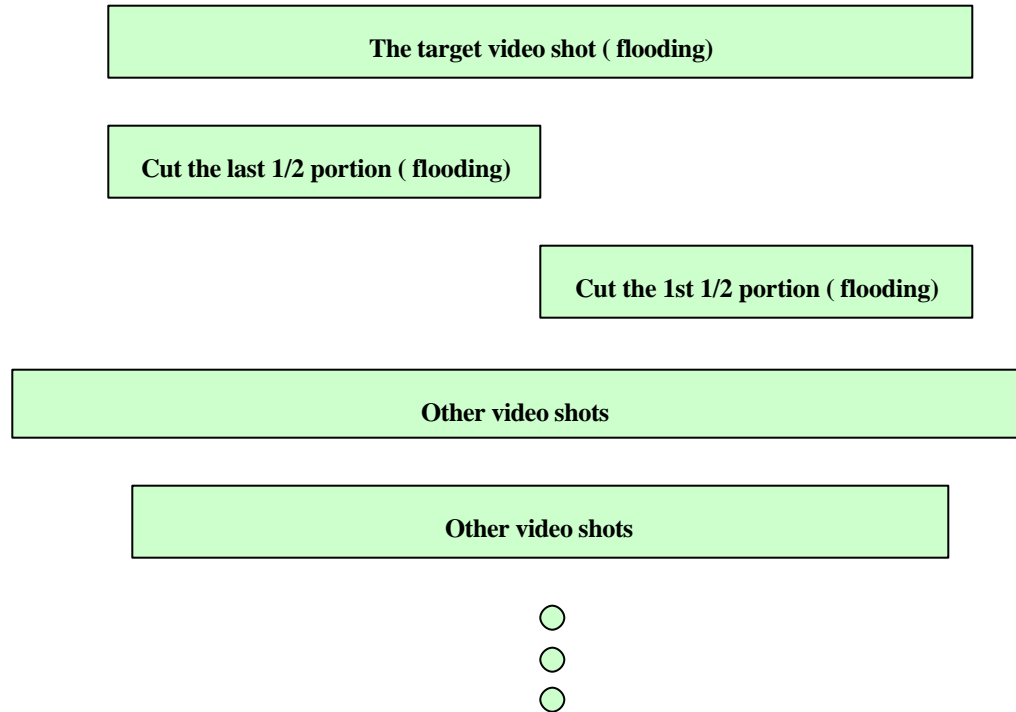 The target video shot ( flooding)
Cut the last 1/2 portion ( flooding)
Cut the 1st 1/2 portion ( flooding)
Other video shots
Other video shots